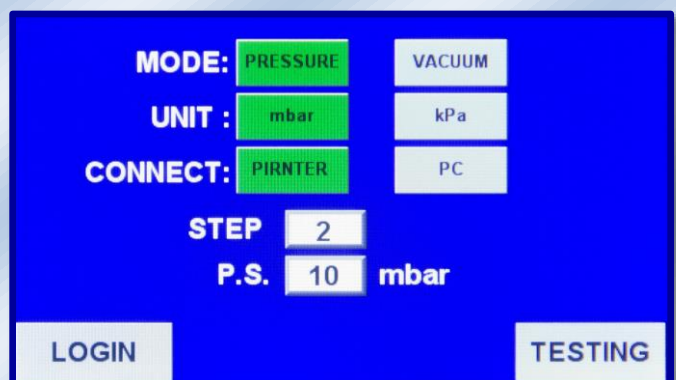 MODE: PRESSURE VACUUM
UNIT : mbar kPa
CONNECT: PIRNTER PC
STEP 2
P.S. 10 mbar
LOGIN TESTING